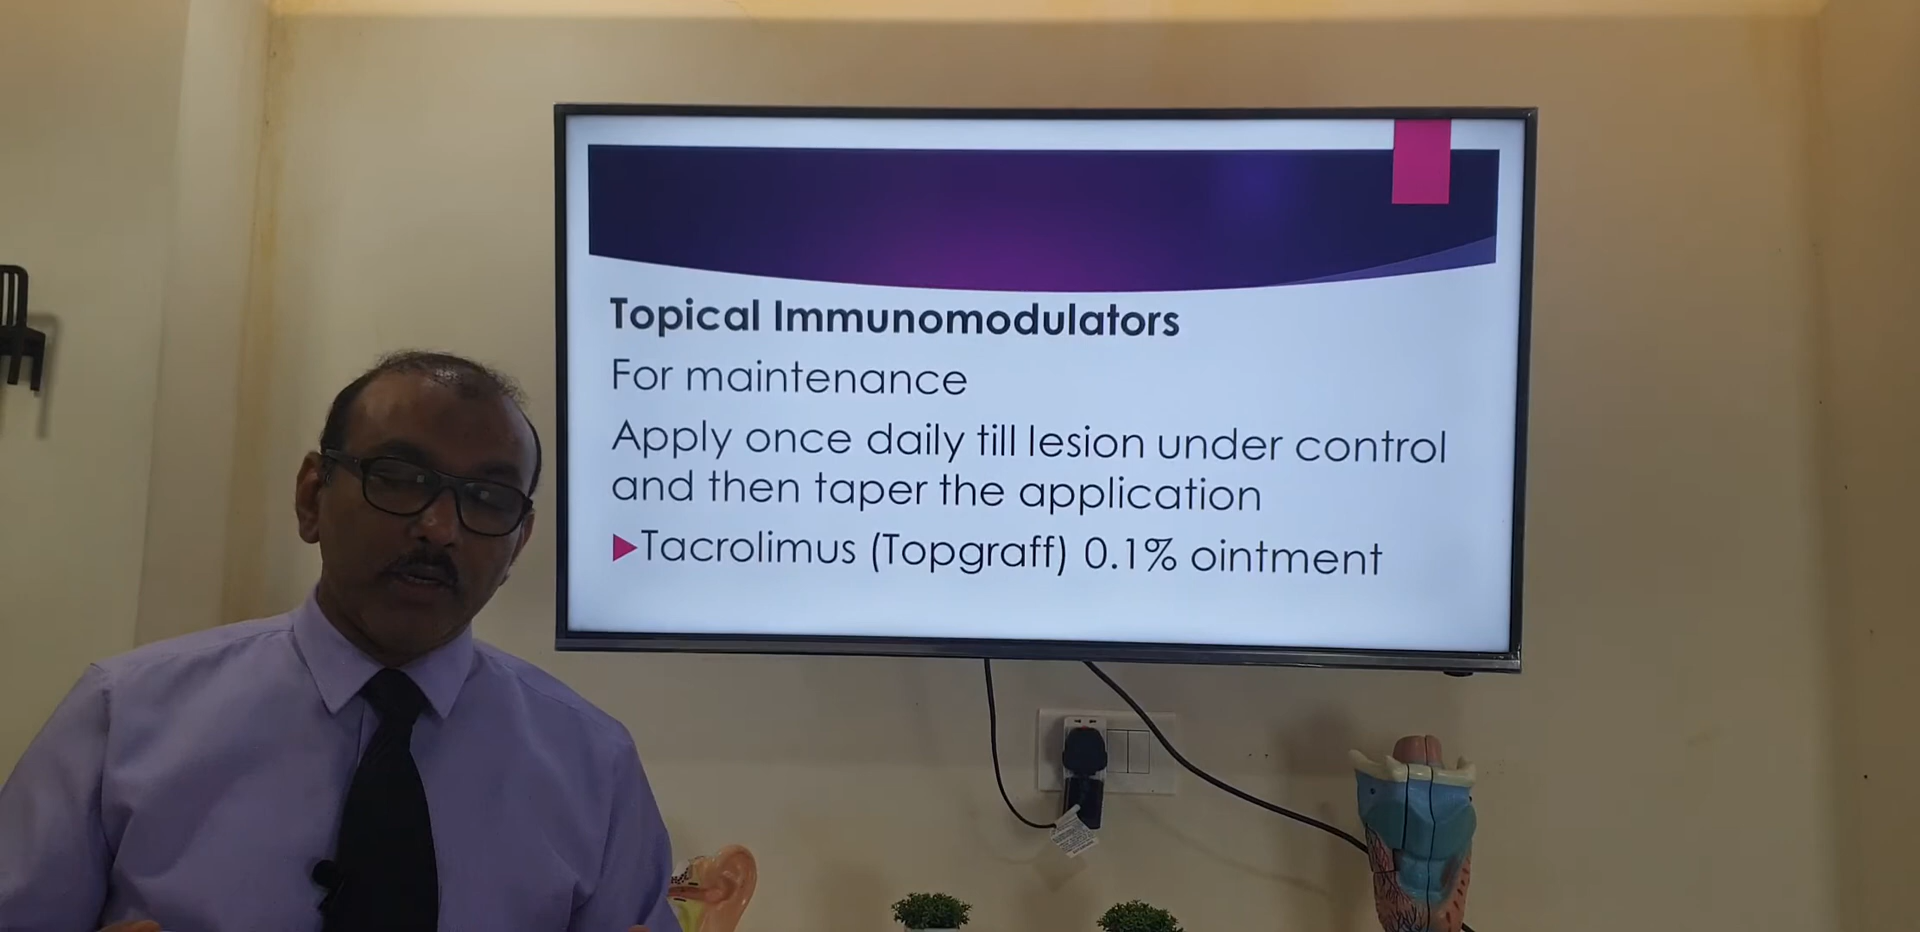 Topical Immunomodulators
For maintenance
Apply once daily till lesion under control
and then taper the application
Tacrolimus (Topgraff) 0.1% ointment